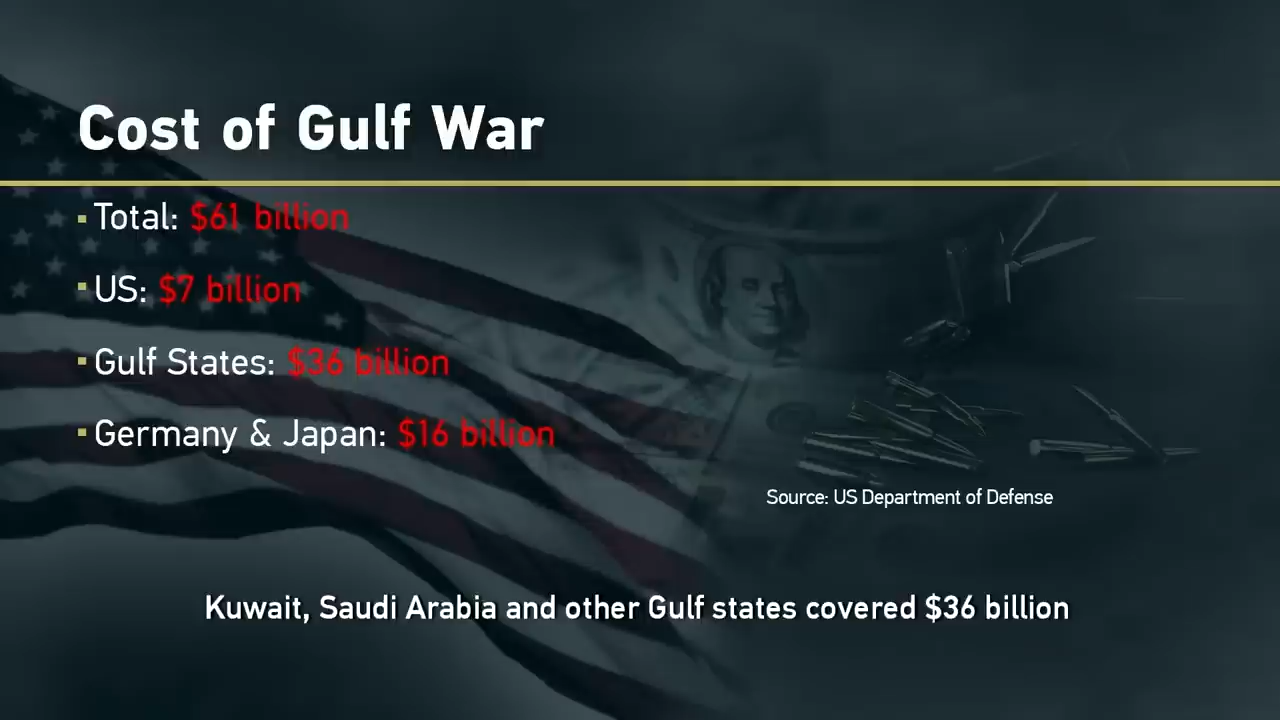 Cost of Gulf War
▪ Total: $61 billion
▪ US: $7 billion
▪ Gulf States: $36 billion
▪ Germany & Japan: $16 billion
Source: US Department of Defense
Kuwait, Saudi Arabia and other Gulf states covered $36 billion